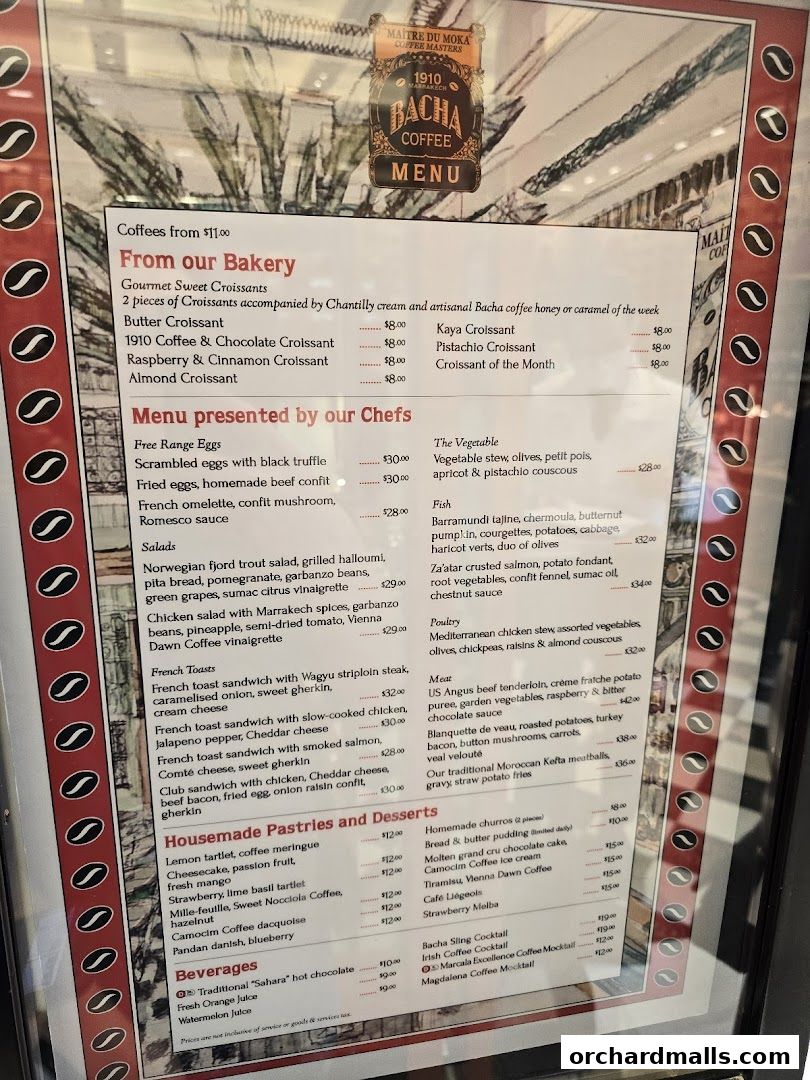 MAÎTRE DU MOKA
COFFEE MASTERS
1910
MARRAKECH
BACHA
COFFEE
MENU
Coffees from $11.00
From our Bakery
Gourmet Sweet Croissants
2 pieces of Croissants accompanied by Chantilly cream and artisanal Bacha coffee honey or caramel of the week
Butter Croissant ........ $8.00
1910 Coffee & Chocolate Croissant ........ $8.00
Raspberry & Cinnamon Croissant ........ $8.00
Almond Croissant ........ $8.00
Kaya Croissant ........ $8.00
Pistachio Croissant ........ $8.00
Croissant of the Month ........ $8.00
Menu presented by our Chefs
Free Range Eggs
Scrambled eggs with black truffle ........ $30.00
Fried eggs, homemade beef confit ........ $30.00
French omelette, confit mushroom,
Romesco sauce ........ $28.00
Salads
Norwegian fjord trout salad, grilled halloumi,
pita bread, pomegranate, garbanzo beans,
green grapes, sumac citrus vinaigrette ........ $29.00
Chicken salad with Marrakech spices, garbanzo
beans, pineapple, semi-dried tomato, Vienna
Dawn Coffee vinaigrette ........ $29.00
French Toasts
French toast sandwich with Wagyu striploin steak,
caramelised onion, sweet gherkin,
cream cheese ........ $32.00
French toast sandwich with slow-cooked chicken,
Jalapeno pepper, Cheddar cheese ........ $30.00
French toast sandwich with smoked salmon,
Comté cheese, sweet gherkin ........ $28.00
Club sandwich with chicken, Cheddar cheese,
beef bacon, fried egg, onion raisin confit,
gherkin ........ $30.00
The Vegetable
Vegetable stew, olives, petit pois,
apricot & pistachio couscous ........ $28.00
Fish
Barramundi tajine, chermoula, butternut
pumpkin, courgettes, potatoes, cabbage,
haricot verts, duo of olives ........ $32.00
Za'atar crusted salmon, potato fondant,
root vegetables, confit fennel, sumac oil,
chestnut sauce ........ $34.00
Poultry
Mediterranean chicken stew, assorted vegetables,
olives, chickpeas, raisins & almond couscous
........ $32.00
Meat
US Angus beef tenderloin, crème fraîche potato
puree, garden vegetables, raspberry & bitter
chocolate sauce ........ $42.00
Blanquette de veau, roasted potatoes, turkey
bacon, button mushrooms, carrots,
veal velouté ........ $38.00
Our traditional Moroccan Kefta meatballs,
gravy, straw potato fries ........ $36.00
Housemade Pastries and Desserts
Lemon tartlet, coffee meringue ........ $12.00
Cheesecake, passion fruit,
fresh mango ........ $12.00
Strawberry, lime basil tartlet ........ $12.00
Mille-feuille, Sweet Nocciola Coffee,
hazelnut ........ $12.00
Camocim Coffee dacquoise ........ $12.00
Pandan danish, blueberry ........ $12.00
Homemade churros (2 pieces) ........ $8.00
Bread & butter pudding (limited daily) ........ $10.00
Molten grand cru chocolate cake,
Camocim Coffee ice cream ........ $15.00
Tiramisu, Vienna Dawn Coffee ........ $15.00
Café Liégeois ........ $15.00
Strawberry Melba ........ $15.00
Beverages
Traditional "Sahara" hot chocolate ........ $10.00
Fresh Orange Juice ........ $9.00
Watermelon Juice ........ $9.00
Bacha Sling Cocktail ........ $19.00
Irish Coffee Cocktail ........ $19.00
Marcala Excellence Coffee Mocktail ........ $12.00
Magdalena Coffee Mocktail ........ $12.00
Prices are not inclusive of service or goods & services tax.
orchardmalls.com